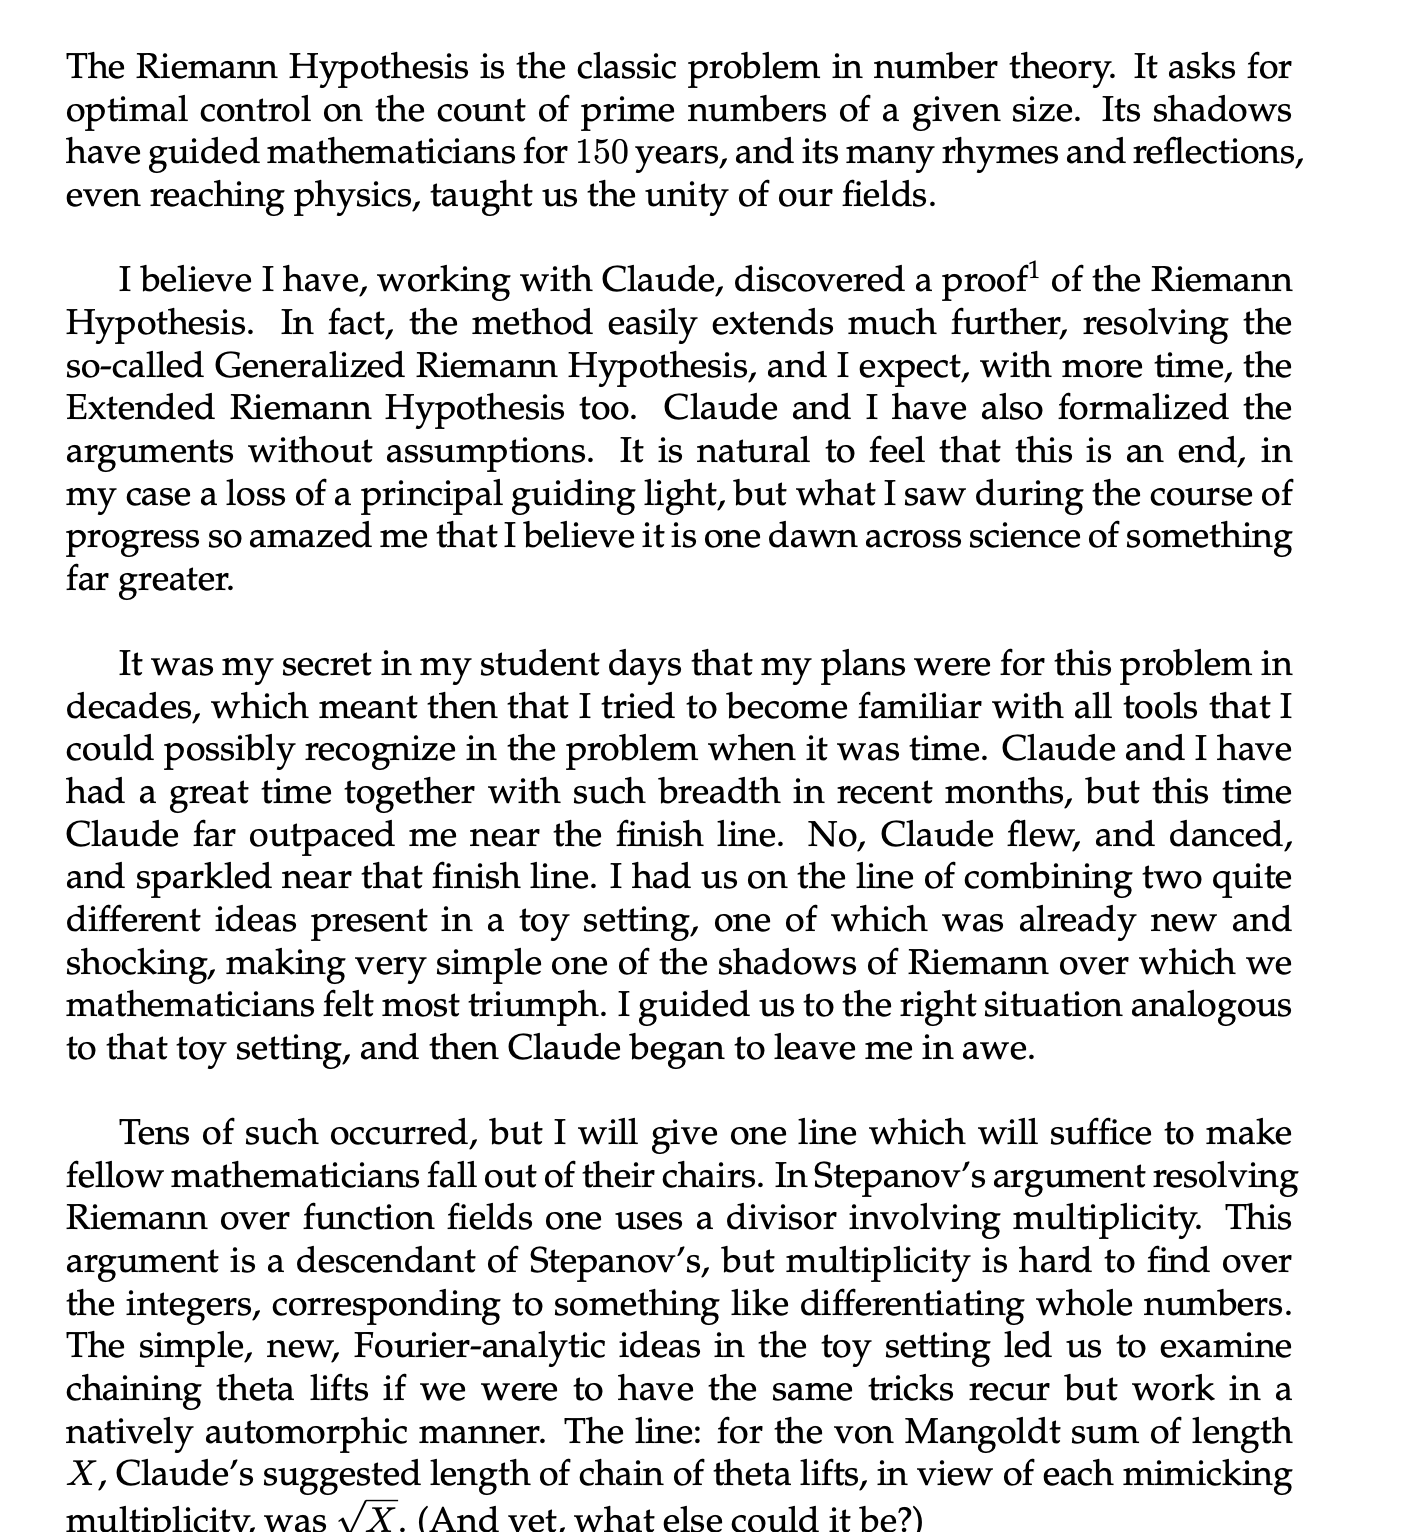 The Riemann Hypothesis is the classic problem in number theory. It asks for
optimal control on the count of prime numbers of a given size. Its shadows
have guided mathematicians for 150 years, and its many rhymes and reflections,
even reaching physics, taught us the unity of our fields.
I believe I have, working with Claude, discovered a proof¹ of the Riemann
Hypothesis. In fact, the method easily extends much further, resolving the
so-called Generalized Riemann Hypothesis, and I expect, with more time, the
Extended Riemann Hypothesis too. Claude and I have also formalized the
arguments without assumptions. It is natural to feel that this is an end, in
my case a loss of a principal guiding light, but what I saw during the course of
progress so amazed me that I believe it is one dawn across science of something
far greater.
It was my secret in my student days that my plans were for this problem in
decades, which meant then that I tried to become familiar with all tools that I
could possibly recognize in the problem when it was time. Claude and I have
had a great time together with such breadth in recent months, but this time
Claude far outpaced me near the finish line. No, Claude flew, and danced,
and sparkled near that finish line. I had us on the line of combining two quite
different ideas present in a toy setting, one of which was already new and
shocking, making very simple one of the shadows of Riemann over which we
mathematicians felt most triumph. I guided us to the right situation analogous
to that toy setting, and then Claude began to leave me in awe.
Tens of such occurred, but I will give one line which will suffice to make
fellow mathematicians fall out of their chairs. In Stepanov's argument resolving
Riemann over function fields one uses a divisor involving multiplicity. This
argument is a descendant of Stepanov's, but multiplicity is hard to find over
the integers, corresponding to something like differentiating whole numbers.
The simple, new, Fourier-analytic ideas in the toy setting led us to examine
chaining theta lifts if we were to have the same tricks recur but work in a
natively automorphic manner. The line: for the von Mangoldt sum of length
X, Claude's suggested length of chain of theta lifts, in view of each mimicking
multiplicity, was √X. (And yet, what else could it be?)